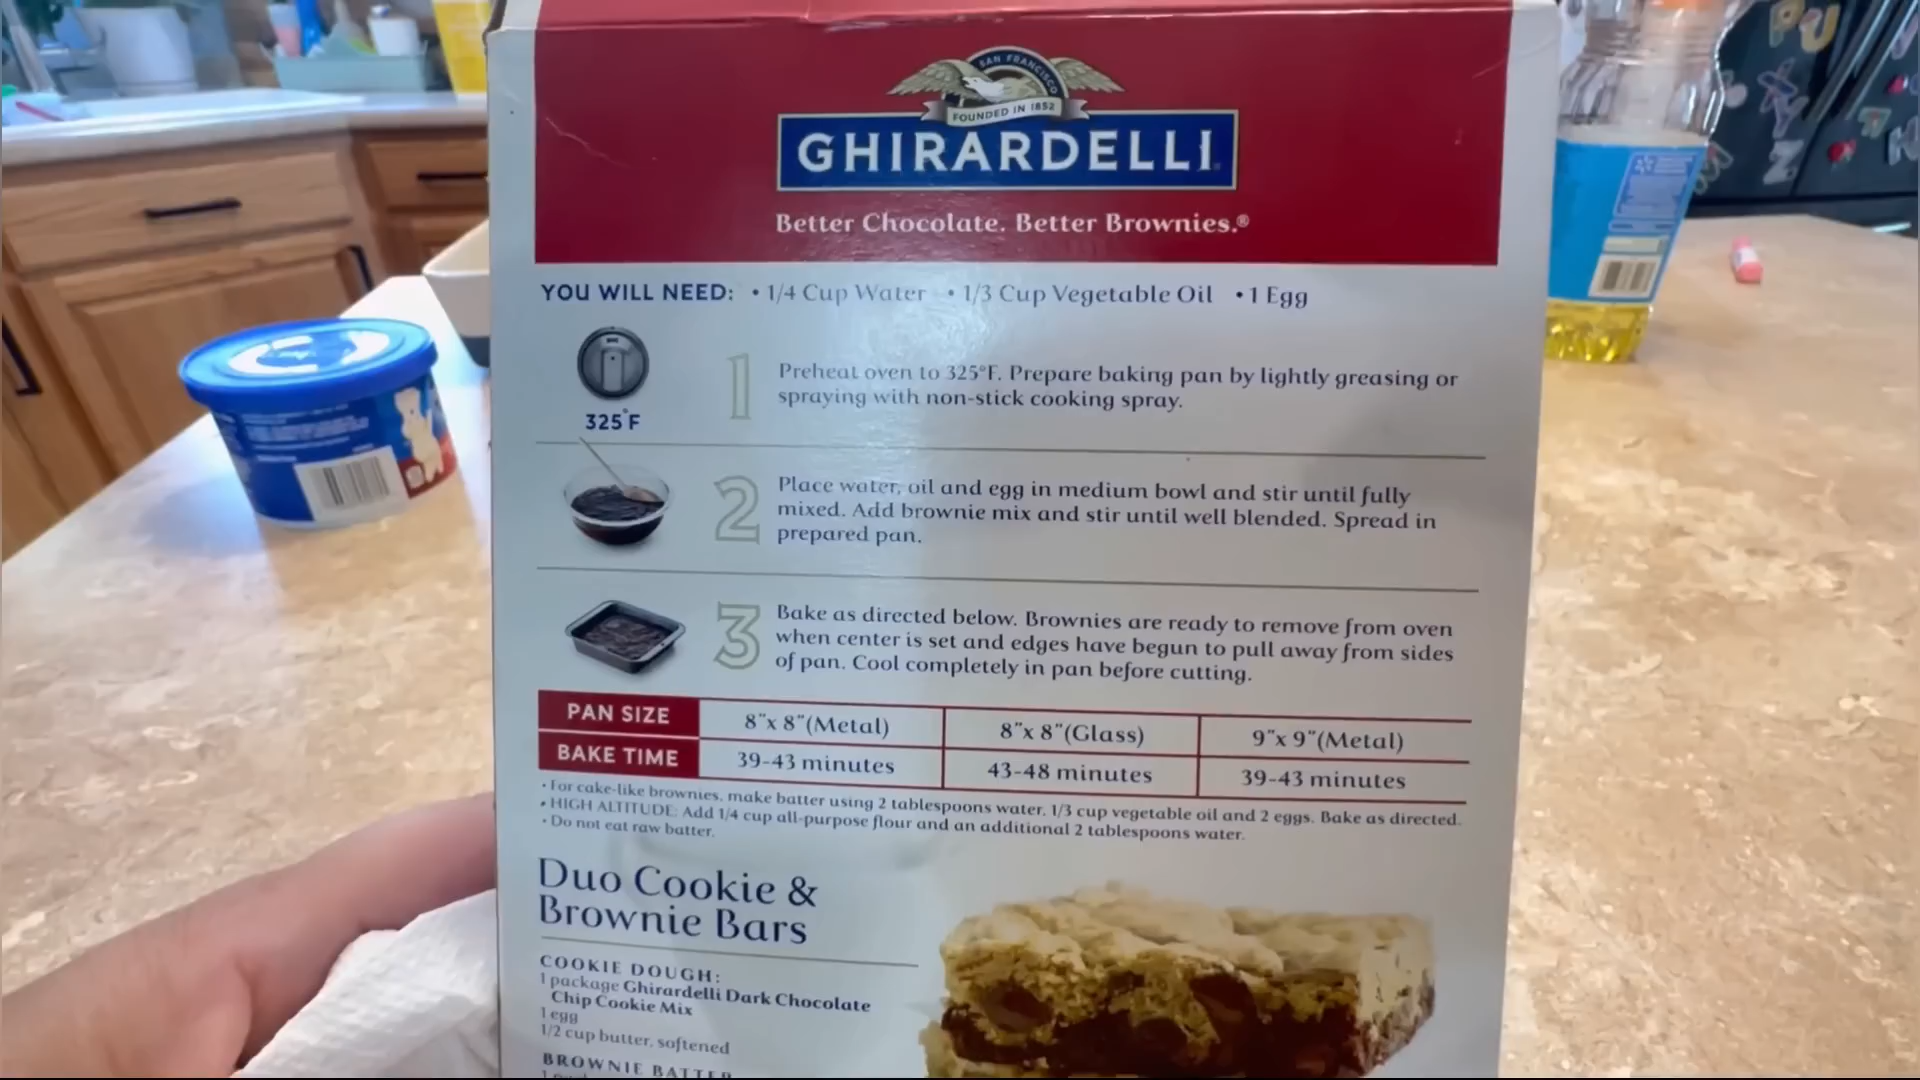 SAN FRANCISCO
FOUNDED IN 1852
GHIRARDELLI
Better Chocolate. Better Brownies.®
YOU WILL NEED: • 1/4 Cup Water • 1/3 Cup Vegetable Oil • 1 Egg
325°F
1
Preheat oven to 325°F. Prepare baking pan by lightly greasing or
spraying with non-stick cooking spray.
2
Place water, oil and egg in medium bowl and stir until fully
mixed. Add brownie mix and stir until well blended. Spread in
prepared pan.
3
Bake as directed below. Brownies are ready to remove from oven
when center is set and edges have begun to pull away from sides
of pan. Cool completely in pan before cutting.
PAN SIZE 8"x 8"(Metal) 8"x 8"(Glass) 9"x 9"(Metal)
BAKE TIME 39-43 minutes 43-48 minutes 39-43 minutes
• For cake-like brownies, make batter using 2 tablespoons water, 1/3 cup vegetable oil and 2 eggs. Bake as directed.
• HIGH ALTITUDE: Add 1/4 cup all-purpose flour and an additional 2 tablespoons water.
• Do not eat raw batter.
Duo Cookie &
Brownie Bars
COOKIE DOUGH:
1 package Ghirardelli Dark Chocolate
Chip Cookie Mix
1 egg
1/2 cup butter, softened
BROWNIE BATTER